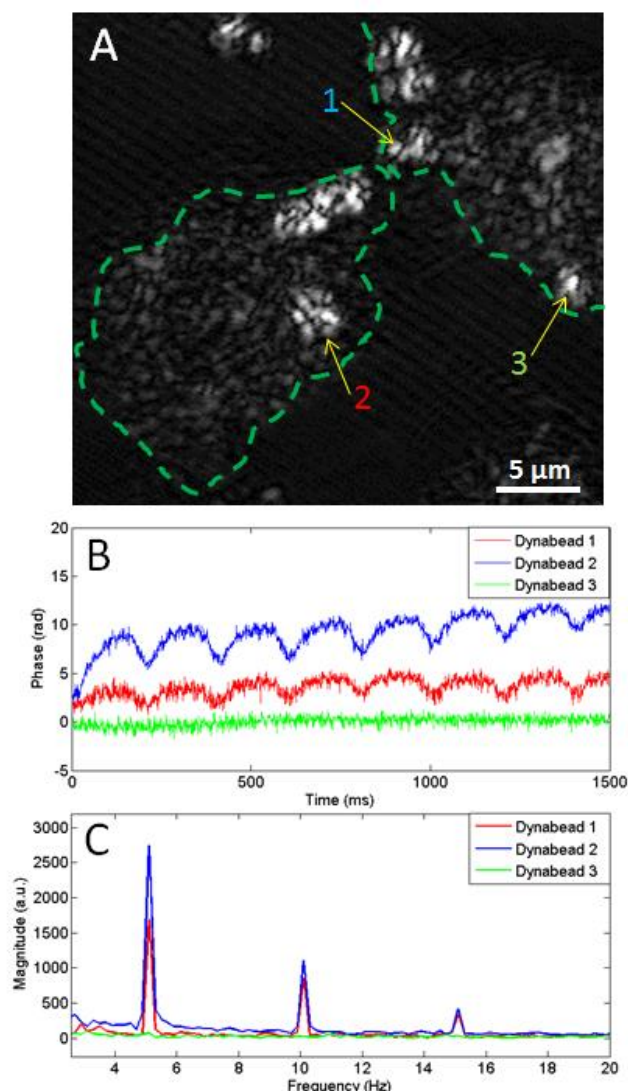 A
1
2
3
5 µm
B
20
15
10
5
0
-5
Phase (rad)
0
500
1000
1500
Time (ms)
Dynabead 1
Dynabead 2
Dynabead 3
C
3000
2500
2000
1500
1000
500
0
Magnitude (a.u.)
4
6
8
10
12
14
16
18
20
Frequency (Hz)
Dynabead 1
Dynabead 2
Dynabead 3